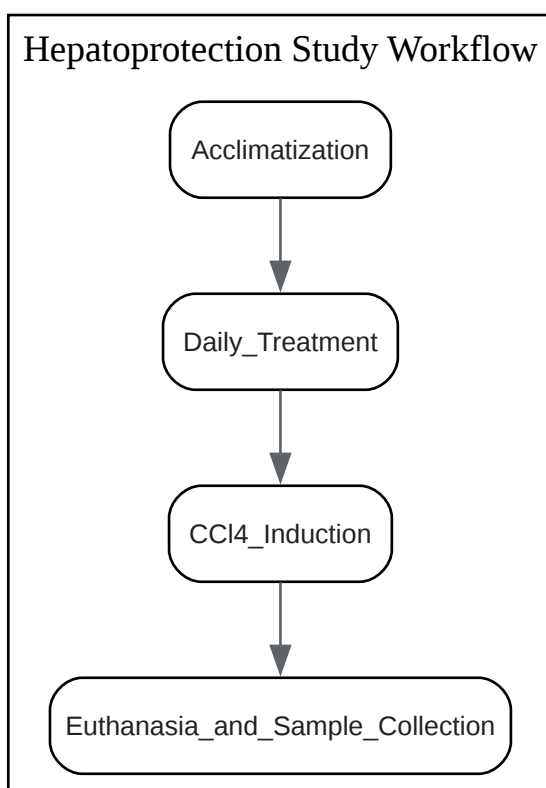 Hepatoprotection Study Workflow
Acclimatization
Daily_Treatment
CCl4_Induction
Euthanasia_and_Sample_Collection